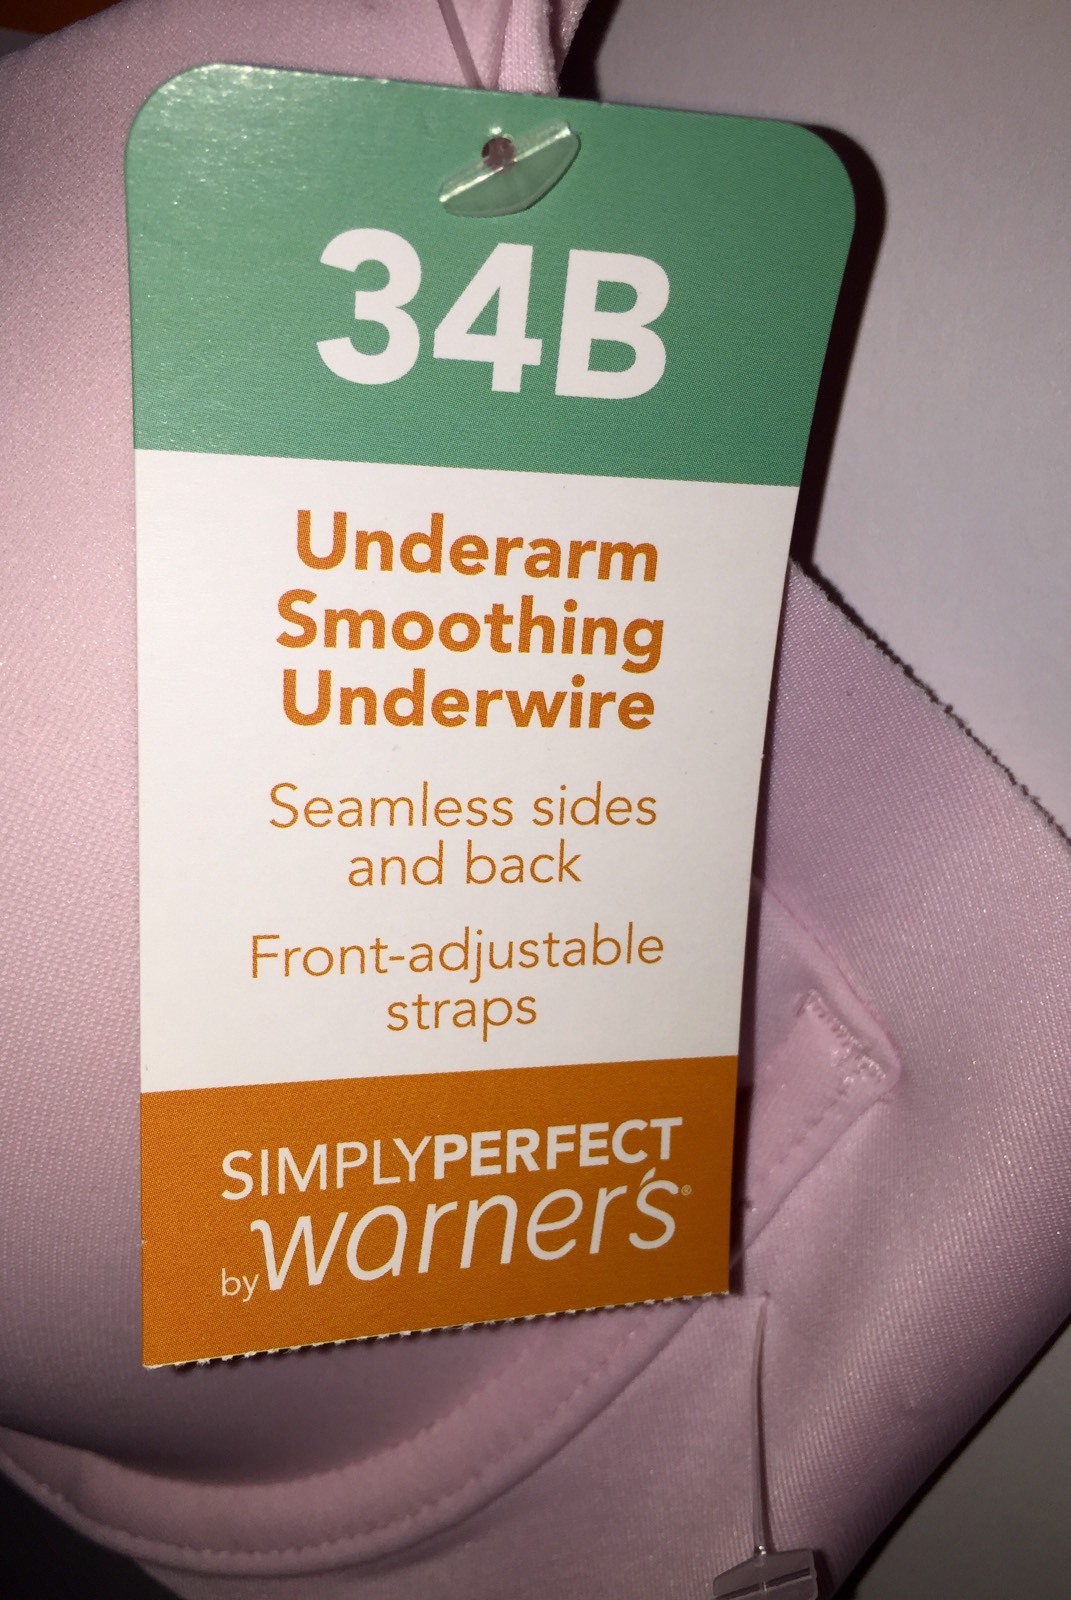 34B
Underarm
Smoothing
Underwire
Seamless sides
and back
Front-adjustable
straps
SIMPLYPERFECT
by warner's®